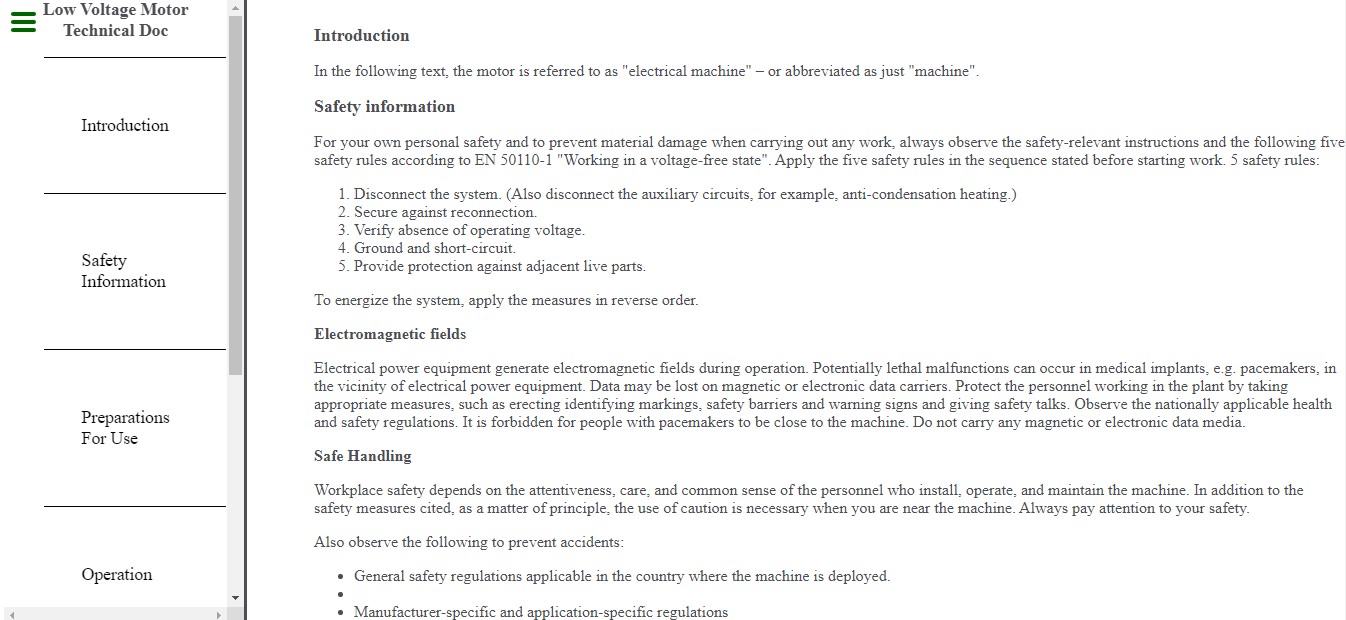 Low Voltage Motor
Technical Doc
Introduction
Safety
Information
Preparations
For Use
Operation
Introduction
In the following text, the motor is referred to as "electrical machine" – or abbreviated as just "machine".
Safety information
For your own personal safety and to prevent material damage when carrying out any work, always observe the safety-relevant instructions and the following five
safety rules according to EN 50110-1 "Working in a voltage-free state". Apply the five safety rules in the sequence stated before starting work. 5 safety rules:
1. Disconnect the system. (Also disconnect the auxiliary circuits, for example, anti-condensation heating.)
2. Secure against reconnection.
3. Verify absence of operating voltage.
4. Ground and short-circuit.
5. Provide protection against adjacent live parts.
To energize the system, apply the measures in reverse order.
Electromagnetic fields
Electrical power equipment generate electromagnetic fields during operation. Potentially lethal malfunctions can occur in medical implants, e.g. pacemakers, in
the vicinity of electrical power equipment. Data may be lost on magnetic or electronic data carriers. Protect the personnel working in the plant by taking
appropriate measures, such as erecting identifying markings, safety barriers and warning signs and giving safety talks. Observe the nationally applicable health
and safety regulations. It is forbidden for people with pacemakers to be close to the machine. Do not carry any magnetic or electronic data media.
Safe Handling
Workplace safety depends on the attentiveness, care, and common sense of the personnel who install, operate, and maintain the machine. In addition to the
safety measures cited, as a matter of principle, the use of caution is necessary when you are near the machine. Always pay attention to your safety.
Also observe the following to prevent accidents:
• General safety regulations applicable in the country where the machine is deployed.
•
• Manufacturer-specific and application-specific regulations